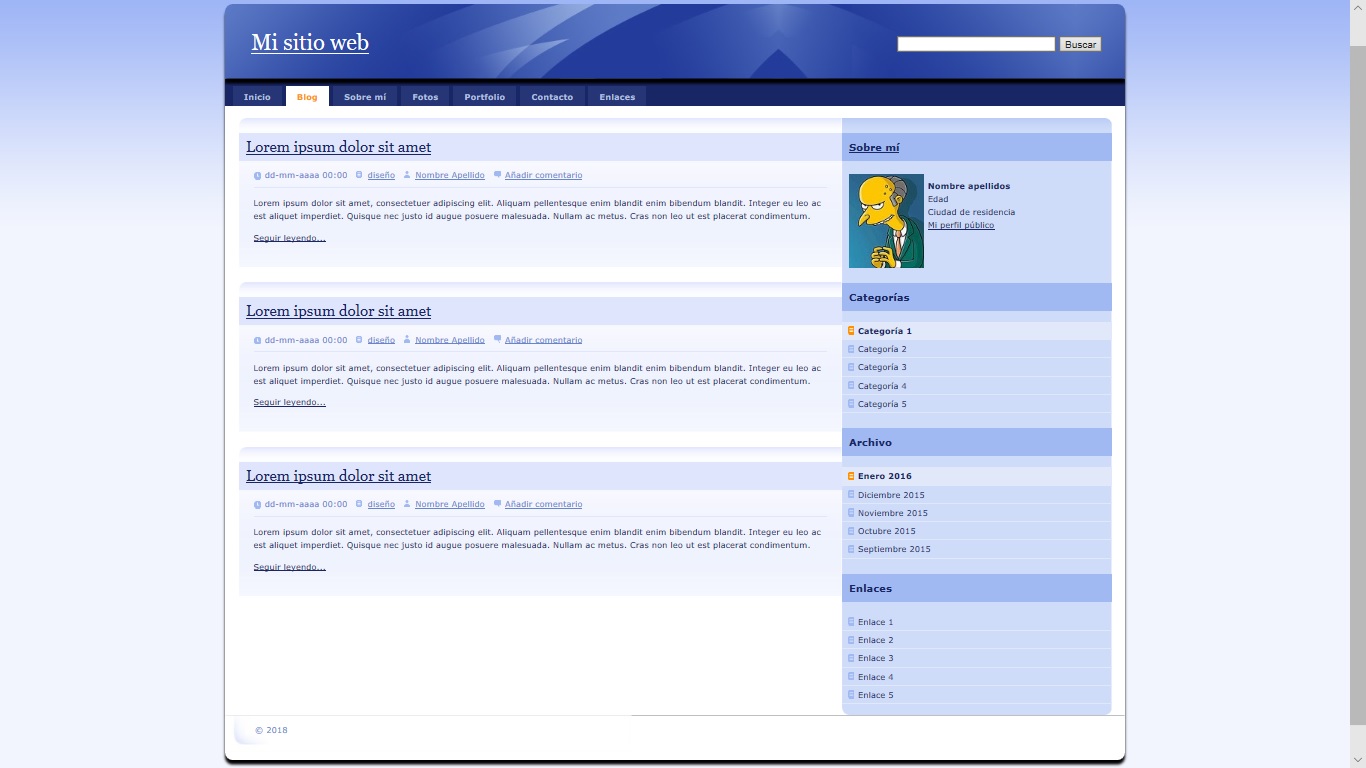 Mi sitio web
Buscar
Inicio Blog Sobre mí Fotos Portfolio Contacto Enlaces
Lorem ipsum dolor sit amet
dd-mm-aaaa 00:00 diseño Nombre Apellido Añadir comentario
Lorem ipsum dolor sit amet, consectetuer adipiscing elit. Aliquam pellentesque enim blandit enim bibendum blandit. Integer eu leo ac
est aliquet imperdiet. Quisque nec justo id augue posuere malesuada. Nullam ac metus. Cras non leo ut est placerat condimentum.
Seguir leyendo...
Lorem ipsum dolor sit amet
dd-mm-aaaa 00:00 diseño Nombre Apellido Añadir comentario
Lorem ipsum dolor sit amet, consectetuer adipiscing elit. Aliquam pellentesque enim blandit enim bibendum blandit. Integer eu leo ac
est aliquet imperdiet. Quisque nec justo id augue posuere malesuada. Nullam ac metus. Cras non leo ut est placerat condimentum.
Seguir leyendo...
Lorem ipsum dolor sit amet
dd-mm-aaaa 00:00 diseño Nombre Apellido Añadir comentario
Lorem ipsum dolor sit amet, consectetuer adipiscing elit. Aliquam pellentesque enim blandit enim bibendum blandit. Integer eu leo ac
est aliquet imperdiet. Quisque nec justo id augue posuere malesuada. Nullam ac metus. Cras non leo ut est placerat condimentum.
Seguir leyendo...
Sobre mí
Nombre apellidos
Edad
Ciudad de residencia
Mi perfil público
Categorías
Categoría 1
Categoría 2
Categoría 3
Categoría 4
Categoría 5
Archivo
Enero 2016
Diciembre 2015
Noviembre 2015
Octubre 2015
Septiembre 2015
Enlaces
Enlace 1
Enlace 2
Enlace 3
Enlace 4
Enlace 5
© 2018